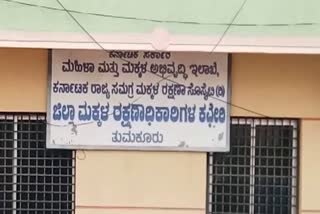 ಕರ್ನಾಟಕ ಸರ್ಕಾರ
ಮಹಿಳಾ ಮತ್ತು ಮಕ್ಕಳ ಅಭಿವೃದ್ಧಿ ಇಲಾಖೆ,
ಕರ್ನಾಟಕ ರಾಜ್ಯ ಸಮಗ್ರ ಮಕ್ಕಳ ರಕ್ಷಣಾ ಸೊಸೈಟಿ (ರಿ)
ಜಿಲ್ಲಾ ಮಕ್ಕಳ ರಕ್ಷಣಾಧಿಕಾರಿಗಳ ಕಛೇರಿ
ತುಮಕೂರು